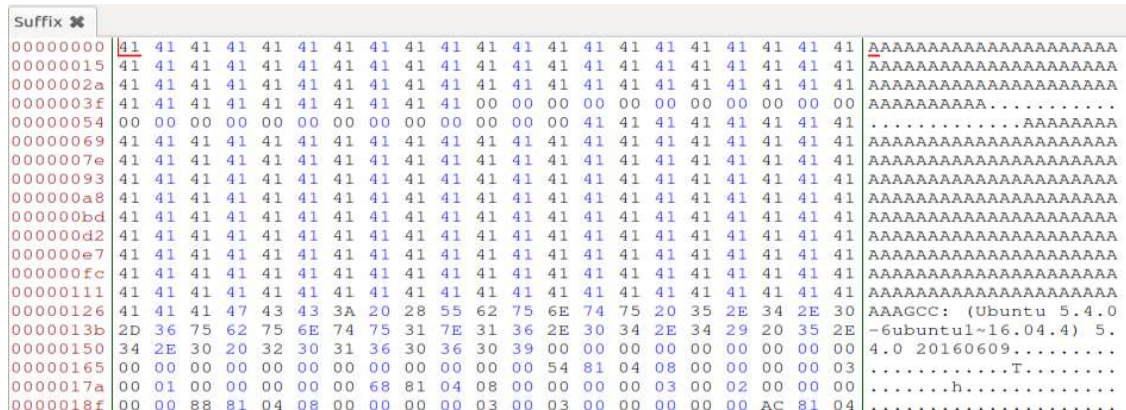 Suffix
00000000 41 41 41 41 41 41 41 41 41 41 41 41 41 41 41 41 41 41 41 41 41 AAAAAAAAAAAAAAAAAAAAA
00000015 41 41 41 41 41 41 41 41 41 41 41 41 41 41 41 41 41 41 41 41 41 AAAAAAAAAAAAAAAAAAAAA
0000002a 41 41 41 41 41 41 41 41 41 41 41 41 41 41 41 41 41 41 41 41 41 AAAAAAAAAAAAAAAAAAAAA
0000003f 41 41 41 41 41 41 41 41 41 41 00 00 00 00 00 00 00 00 00 00 00 AAAAAAAAAA...........
00000054 00 00 00 00 00 00 00 00 00 00 00 00 00 41 41 41 41 41 41 41 41 .............AAAAAAAA
00000069 41 41 41 41 41 41 41 41 41 41 41 41 41 41 41 41 41 41 41 41 41 AAAAAAAAAAAAAAAAAAAAA
0000007e 41 41 41 41 41 41 41 41 41 41 41 41 41 41 41 41 41 41 41 41 41 AAAAAAAAAAAAAAAAAAAAA
00000093 41 41 41 41 41 41 41 41 41 41 41 41 41 41 41 41 41 41 41 41 41 AAAAAAAAAAAAAAAAAAAAA
000000a8 41 41 41 41 41 41 41 41 41 41 41 41 41 41 41 41 41 41 41 41 41 AAAAAAAAAAAAAAAAAAAAA
000000bd 41 41 41 41 41 41 41 41 41 41 41 41 41 41 41 41 41 41 41 41 41 AAAAAAAAAAAAAAAAAAAAA
000000d2 41 41 41 41 41 41 41 41 41 41 41 41 41 41 41 41 41 41 41 41 41 AAAAAAAAAAAAAAAAAAAAA
000000e7 41 41 41 41 41 41 41 41 41 41 41 41 41 41 41 41 41 41 41 41 41 AAAAAAAAAAAAAAAAAAAAA
000000fc 41 41 41 41 41 41 41 41 41 41 41 41 41 41 41 41 41 41 41 41 41 AAAAAAAAAAAAAAAAAAAAA
00000111 41 41 41 41 41 41 41 41 41 41 41 41 41 41 41 41 41 41 41 41 41 AAAAAAAAAAAAAAAAAAAAA
00000126 41 41 41 47 43 43 3A 20 28 55 62 75 6E 74 75 20 35 2E 34 2E 30 AAAGCC: (Ubuntu 5.4.0
0000013b 2D 36 75 62 75 6E 74 75 31 7E 31 36 2E 30 34 2E 34 29 20 35 2E -6ubuntu1~16.04.4) 5.
00000150 34 2E 30 20 32 30 31 36 30 36 30 39 00 00 00 00 00 00 00 00 00 4.0 20160609.........
00000165 00 00 00 00 00 00 00 00 00 00 00 00 54 81 04 08 00 00 00 00 03 ............T........
0000017a 00 01 00 00 00 00 00 68 81 04 08 00 00 00 00 03 00 02 00 00 00 .......h.............
0000018f 00 00 88 81 04 08 00 00 00 00 03 00 03 00 00 00 00 00 AC 81 04 .....................